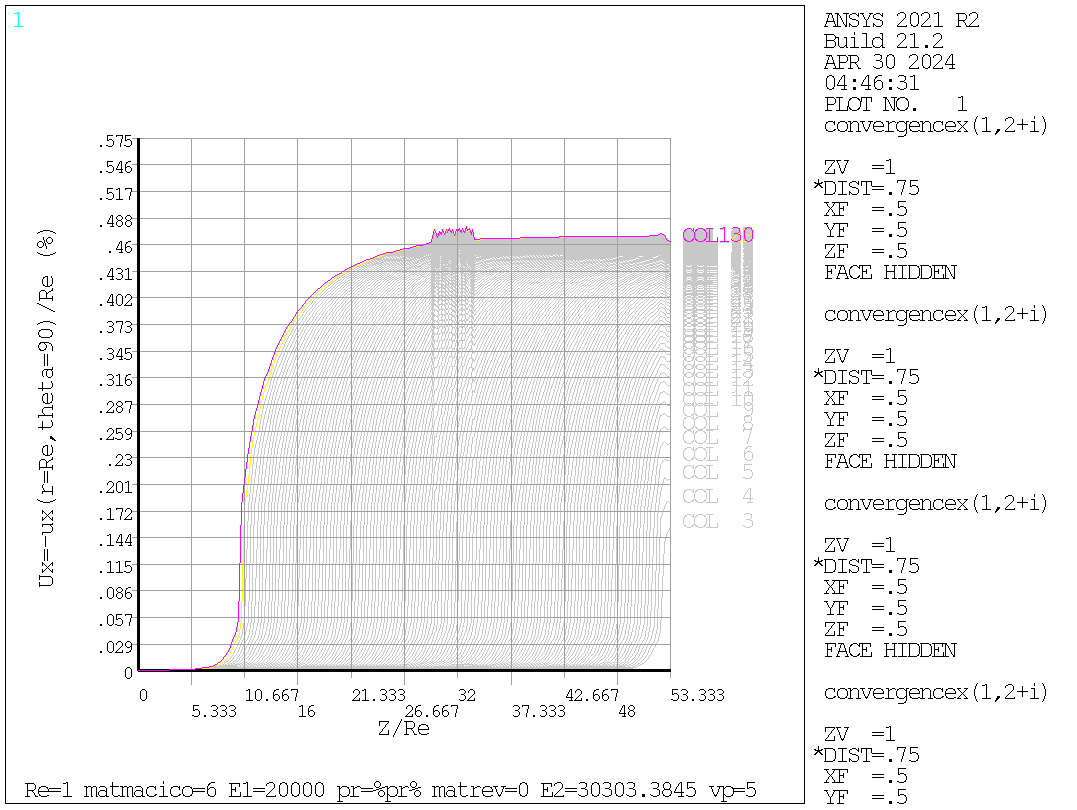 1
ANSYS 2021 R2
Build 21.2
APR 30 2024
04:46:31
PLOT NO.   1
convergencex(1,2+i)
ZV  =1
*DIST=.75
XF  =.5
YF  =.5
ZF  =.5
FACE HIDDEN
convergencex(1,2+i)
ZV  =1
*DIST=.75
XF  =.5
YF  =.5
ZF  =.5
FACE HIDDEN
convergencex(1,2+i)
ZV  =1
*DIST=.75
XF  =.5
YF  =.5
ZF  =.5
FACE HIDDEN
convergencex(1,2+i)
ZV  =1
*DIST=.75
XF  =.5
YF  =.5
Ux=-ux(r=Re,theta=90)/Re (%)
.575
.546
.517
.488
.46
.431
.402
.373
.345
.316
.287
.259
.23
.201
.172
.144
.115
.086
.057
.029
0
COL130
10
9
8
7
COL  6
COL  5
COL  4
COL  3
0
5.333
10.667
16
21.333
26.667
32
37.333
42.667
48
53.333
Z/Re
Re=1 matmacico=6 E1=20000 pr=%pr% matrev=0 E2=30303.3845 vp=5